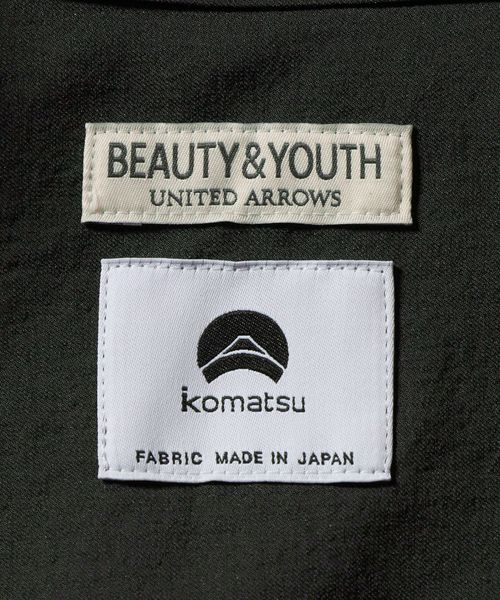 BEAUTY&YOUTH
UNITED ARROWS
komatsu
FABRIC MADE IN JAPAN